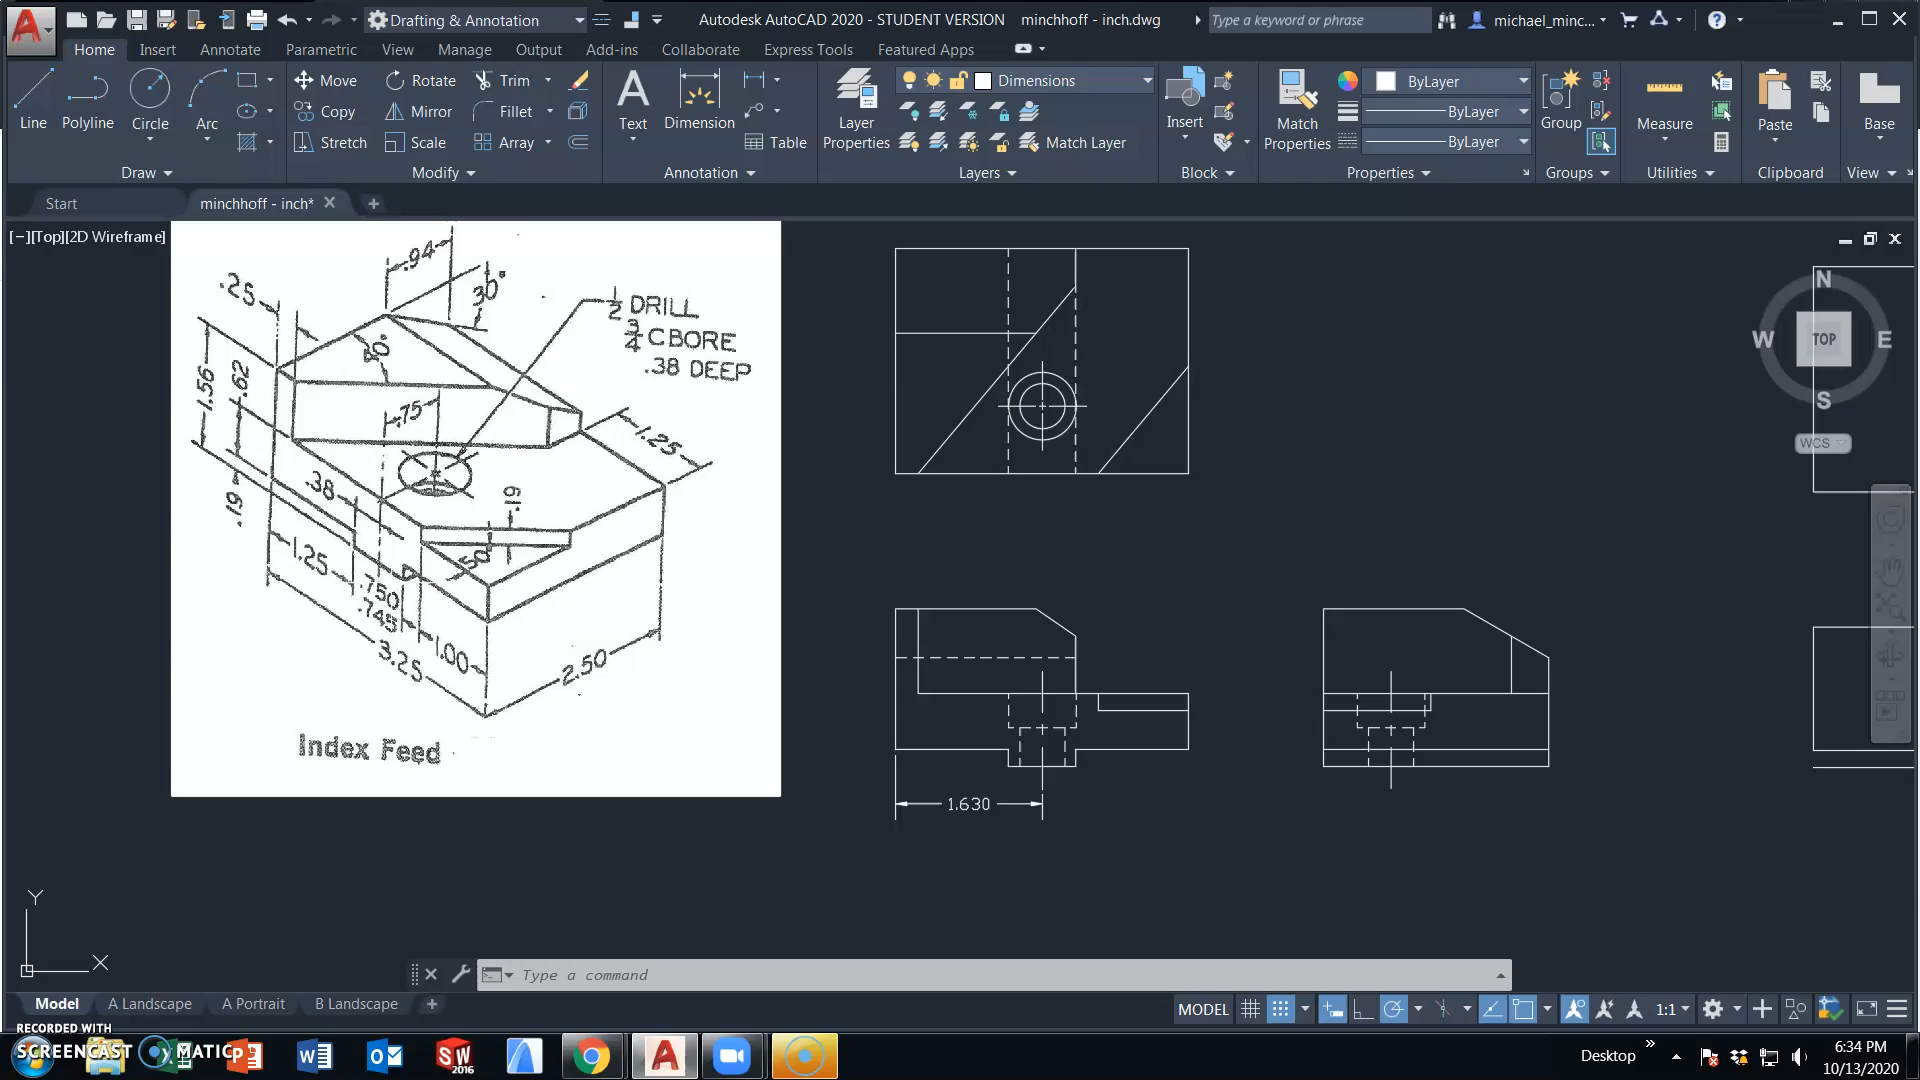 Drafting & Annotation
Autodesk AutoCAD 2020 - STUDENT VERSION minchhoff - inch.dwg
Type a keyword or phrase
michael_minc...
Home Insert Annotate Parametric View Manage Output Add-ins Collaborate Express Tools Featured Apps
Line
Polyline
Circle
Arc
Draw
Move
Rotate
Trim
Copy
Mirror
Fillet
Stretch
Scale
Array
Modify
Text
Dimension
Table
Annotation
Layer
Properties
Dimensions
Match Layer
Layers
Insert
Block
Match
Properties
ByLayer
ByLayer
ByLayer
Properties
Group
Groups
Measure
Utilities
Paste
Clipboard
Base
View
Start
minchhoff - inch*
[−][Top][2D Wireframe]
.94
.25
30°
1/2 DRILL
3/4 CBORE
.38 DEEP
40°
1.56
.62
.75
1.25
.19
.38
.19
50°
1.25
.750
.745
1.00
3.25
2.50
Index Feed
1.630
N
W
TOP
E
S
WCS
Y
X
Type a command
Model A Landscape A Portrait B Landscape
MODEL
1:1
RECORDED WITH
SCREENCAST MATIC
SW
2016
Desktop
6:34 PM
10/13/2020